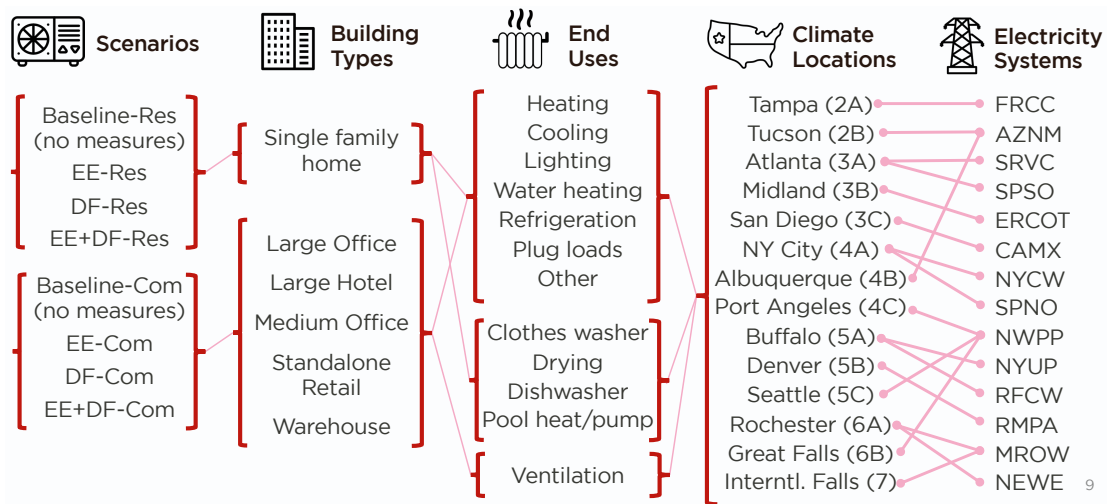 Scenarios
Building
Types
End
Uses
Climate
Locations
Electricity
Systems
Baseline-Res
(no measures)
EE-Res
DF-Res
EE+DF-Res
Baseline-Com
(no measures)
EE-Com
DF-Com
EE+DF-Com
Single family
home
Large Office
Large Hotel
Medium Office
Standalone
Retail
Warehouse
Heating
Cooling
Lighting
Water heating
Refrigeration
Plug loads
Other
Clothes washer
Drying
Dishwasher
Pool heat/pump
Ventilation
Tampa (2A)
Tucson (2B)
Atlanta (3A)
Midland (3B)
San Diego (3C)
NY City (4A)
Albuquerque (4B)
Port Angeles (4C)
Buffalo (5A)
Denver (5B)
Seattle (5C)
Rochester (6A)
Great Falls (6B)
Interntl. Falls (7)
FRCC
AZNM
SRVC
SPSO
ERCOT
CAMX
NYCW
SPNO
NWPP
NYUP
RFCW
RMPA
MROW
NEWE
9